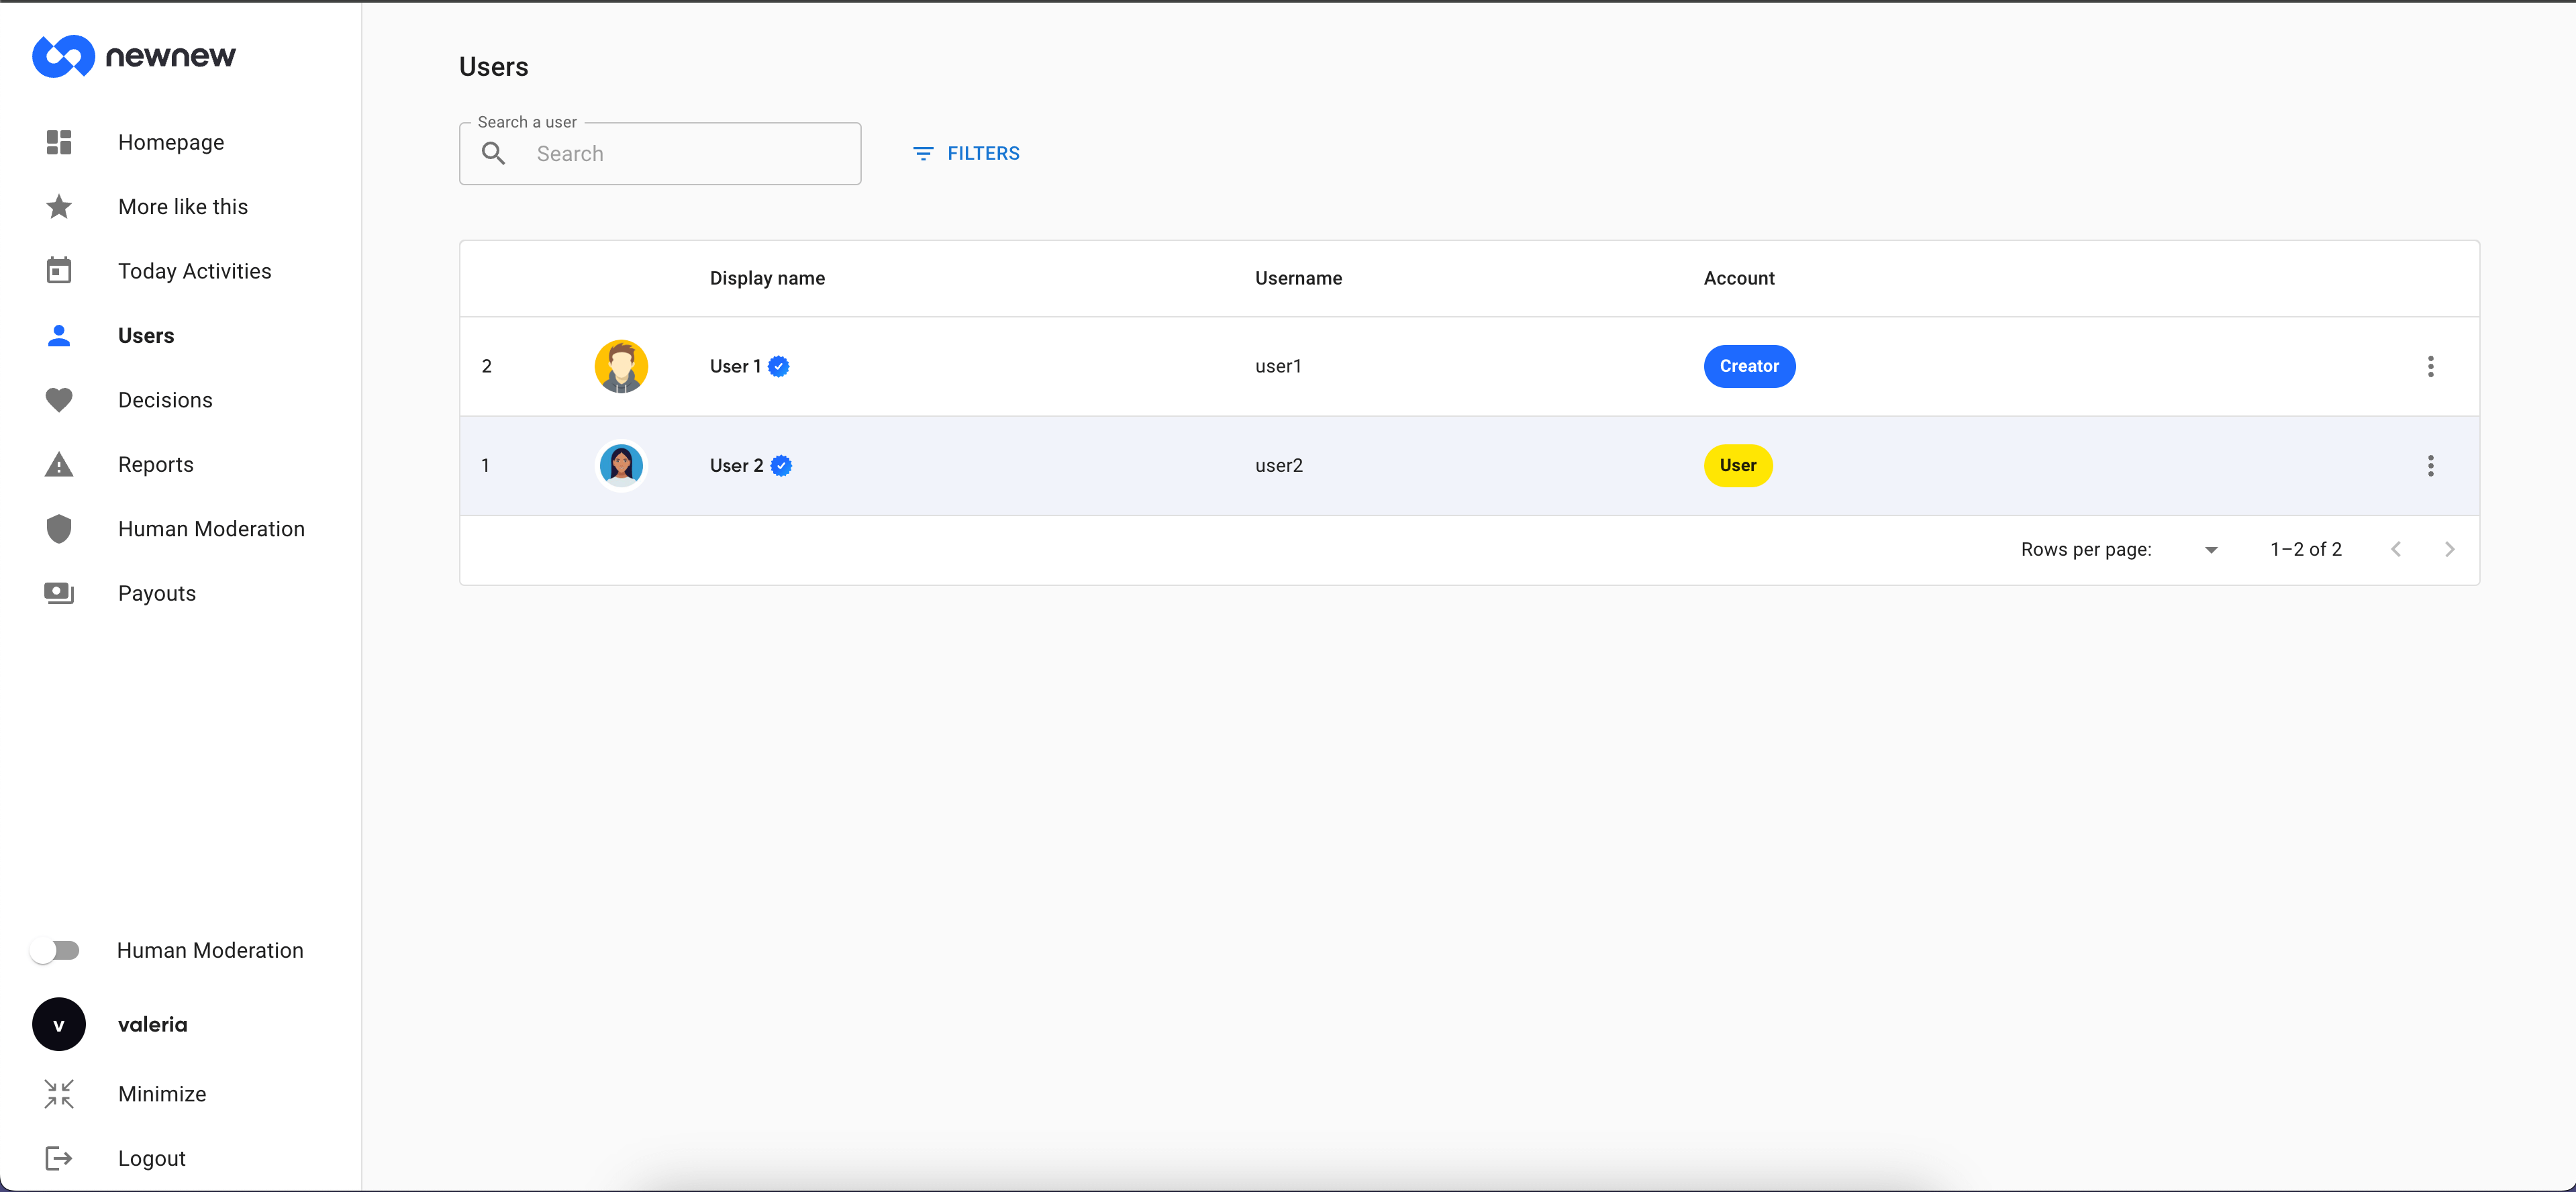 newnew
Homepage
More like this
Today Activities
Users
Decisions
Reports
Human Moderation
Payouts
Human Moderation
v
valeria
Minimize
Logout
Users
Search a user
Search
FILTERS
Display name Username Account
2 User 1 user1 Creator
1 User 2 user2 User
Rows per page: 1–2 of 2